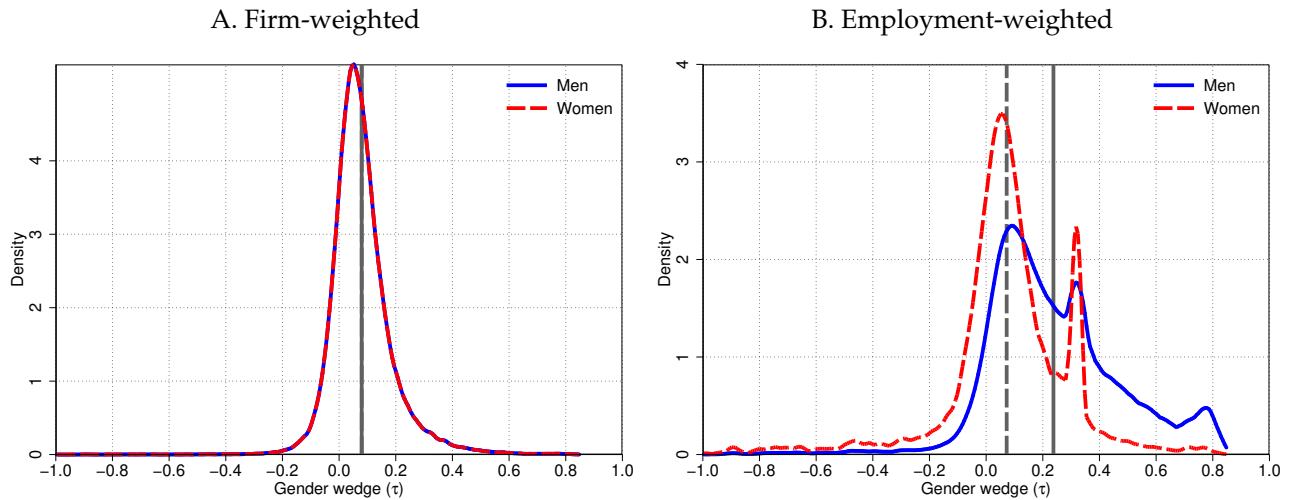 A. Firm-weighted
Density
4
3
2
1
0
Men
Women
−1.0 −0.8 −0.6 −0.4 −0.2 0.0 0.2 0.4 0.6 0.8 1.0
Gender wedge (τ)
B. Employment-weighted
Density
4
3
2
1
0
Men
Women
−1.0 −0.8 −0.6 −0.4 −0.2 0.0 0.2 0.4 0.6 0.8 1.0
Gender wedge (τ)